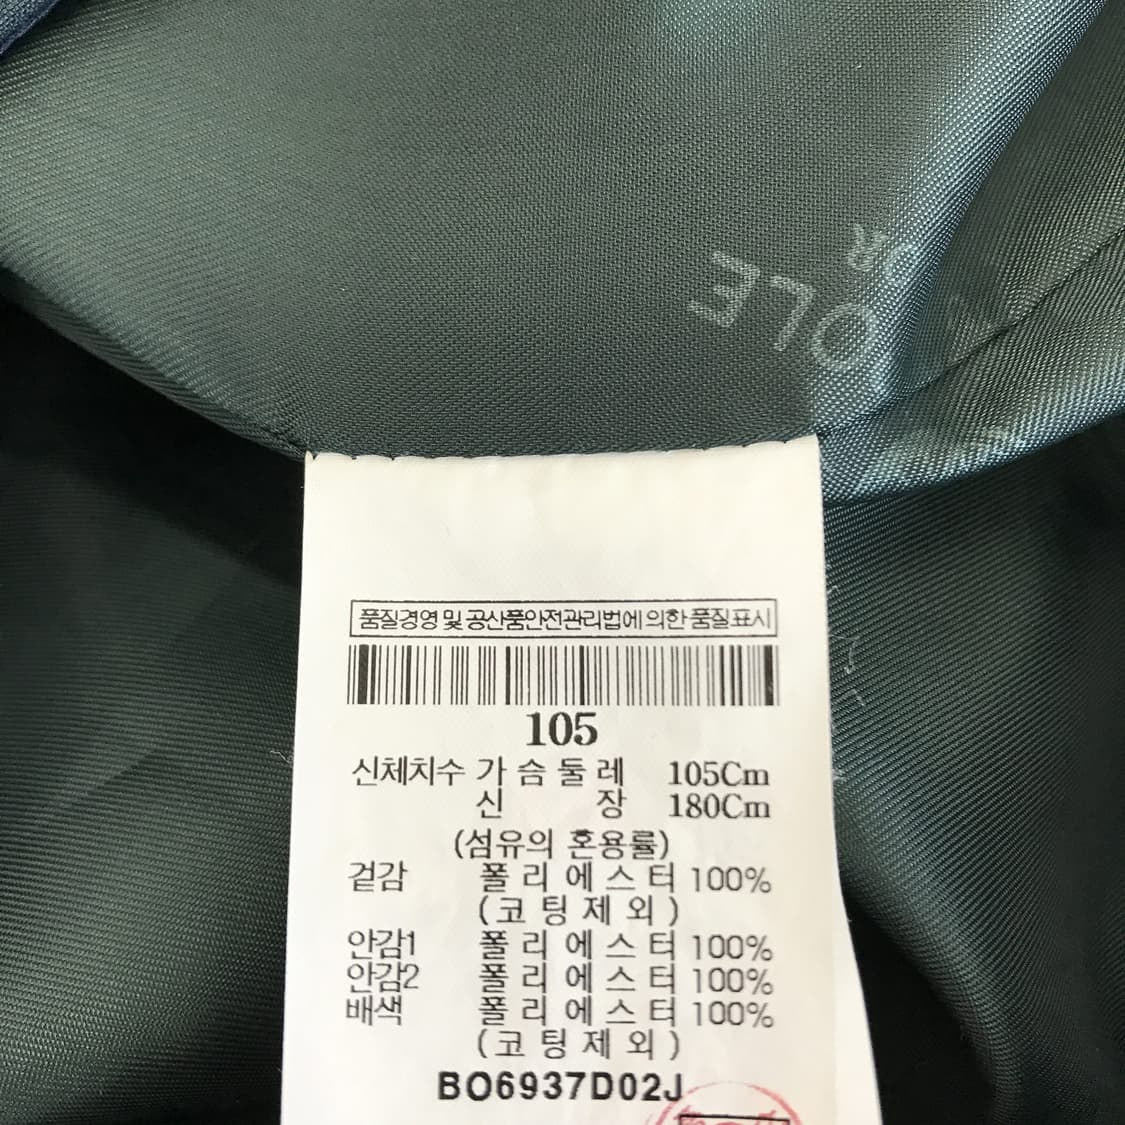 OLE
OR
품질경영 및 공산품안전관리법에 의한 품질표시
105
신체치수 가슴둘레 105Cm
신장 180Cm
(섬유의 혼용률)
겉감 폴리에스터 100%
(코팅제외)
안감1 폴리에스터 100%
안감2 폴리에스터 100%
배색 폴리에스터 100%
(코팅제외)
BO6937D02J